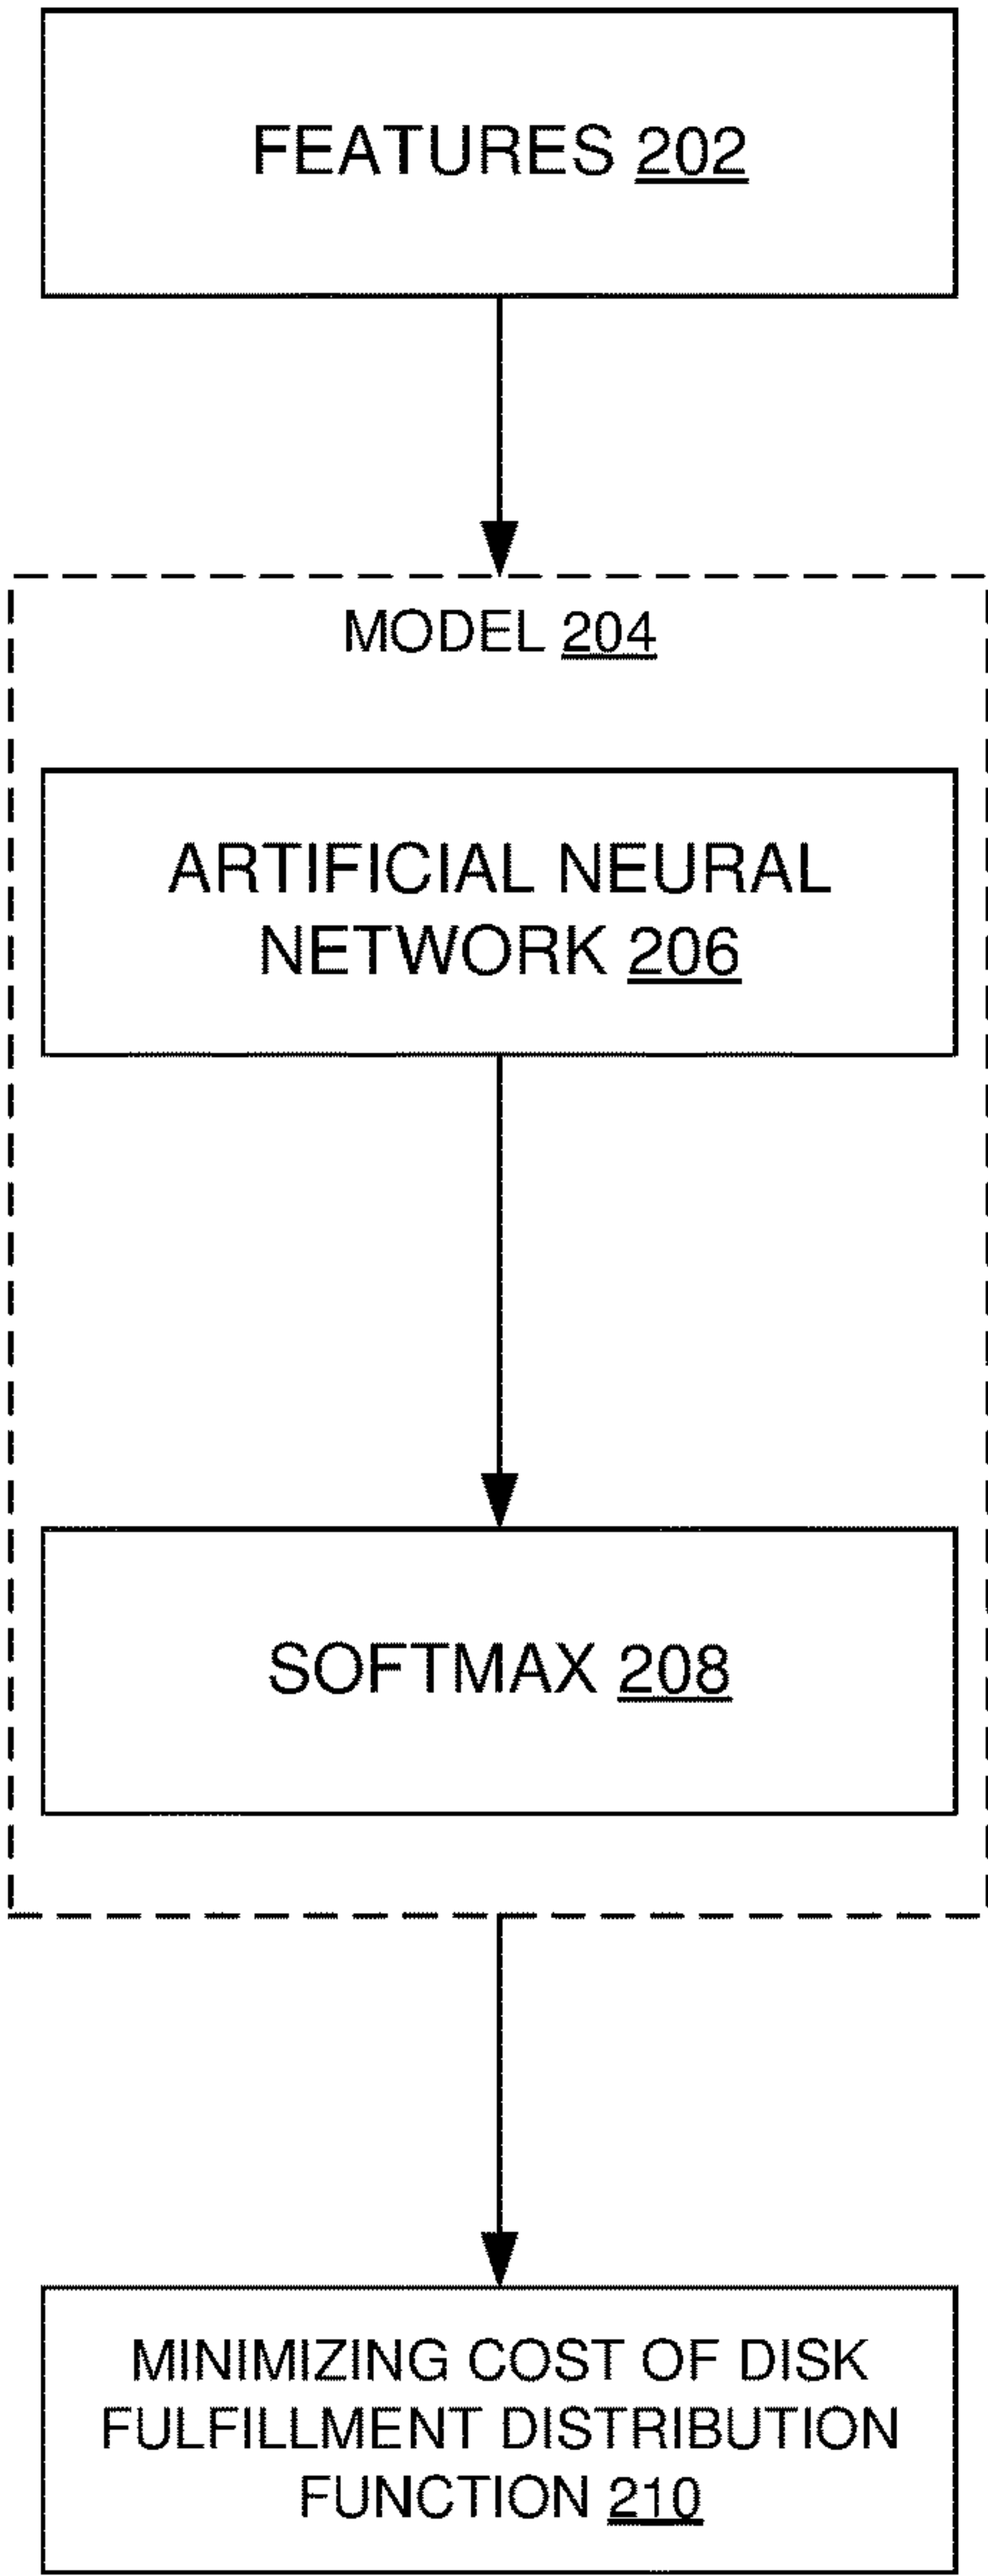 FEATURES 202
MODEL 204
ARTIFICIAL NEURAL
NETWORK 206
SOFTMAX 208
MINIMIZING COST OF DISK
FULFILLMENT DISTRIBUTION
FUNCTION 210